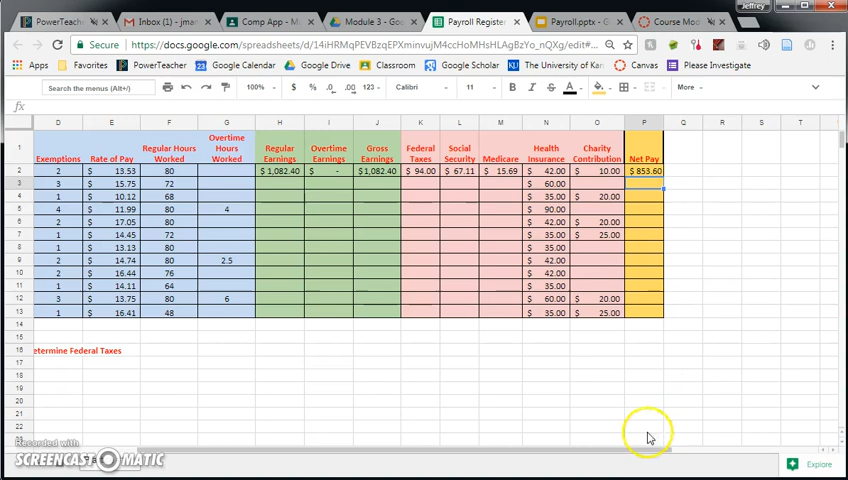 Jeffrey
PowerTeacher Inbox (1) - jmar Comp App - Ma Module 3 - Goo Payroll Register Payroll.pptx - G Course Mod
Secure https://docs.google.com/spreadsheets/d/14iHRMqPEVBzqEPXminvujM4ccHoMHsHLAgBzYo_nQXg/edit#
Apps Favorites PowerTeacher Google Calendar Google Drive Classroom Google Scholar The University of Kan Canvas Please Investigate
Search the menus (Alt+/) 100% $ % .0 .00 123 Calibri 11 B I S A More
fx
D E F G H I J K L M N O P Q R S T
1 Exemptions Rate of Pay Regular Hours Worked Overtime Hours Worked Regular Earnings Overtime Earnings Gross Earnings Federal Taxes Social Security Medicare Health Insurance Charity Contribution Net Pay
2 2 $ 13.53 80 $ 1,082.40 $ - $1,082.40 $ 94.00 $ 67.11 $ 15.69 $ 42.00 $ 10.00 $ 853.60
3 3 $ 15.75 72 $ 60.00
4 1 $ 10.12 68 $ 35.00 $ 20.00
5 4 $ 11.99 80 4 $ 90.00
6 2 $ 17.05 80 $ 42.00 $ 20.00
7 1 $ 14.45 72 $ 35.00 $ 25.00
8 1 $ 13.13 80 $ 35.00
9 2 $ 14.74 80 2.5 $ 42.00
10 2 $ 16.44 76 $ 42.00
11 1 $ 14.11 64 $ 35.00
12 3 $ 13.75 80 6 $ 60.00 $ 20.00
13 1 $ 16.41 48 $ 35.00 $ 25.00
14
15
16 etermine Federal Taxes
17
18
19
20
21
22
Recorded with
SCREENCAST-O-MATIC
Explore